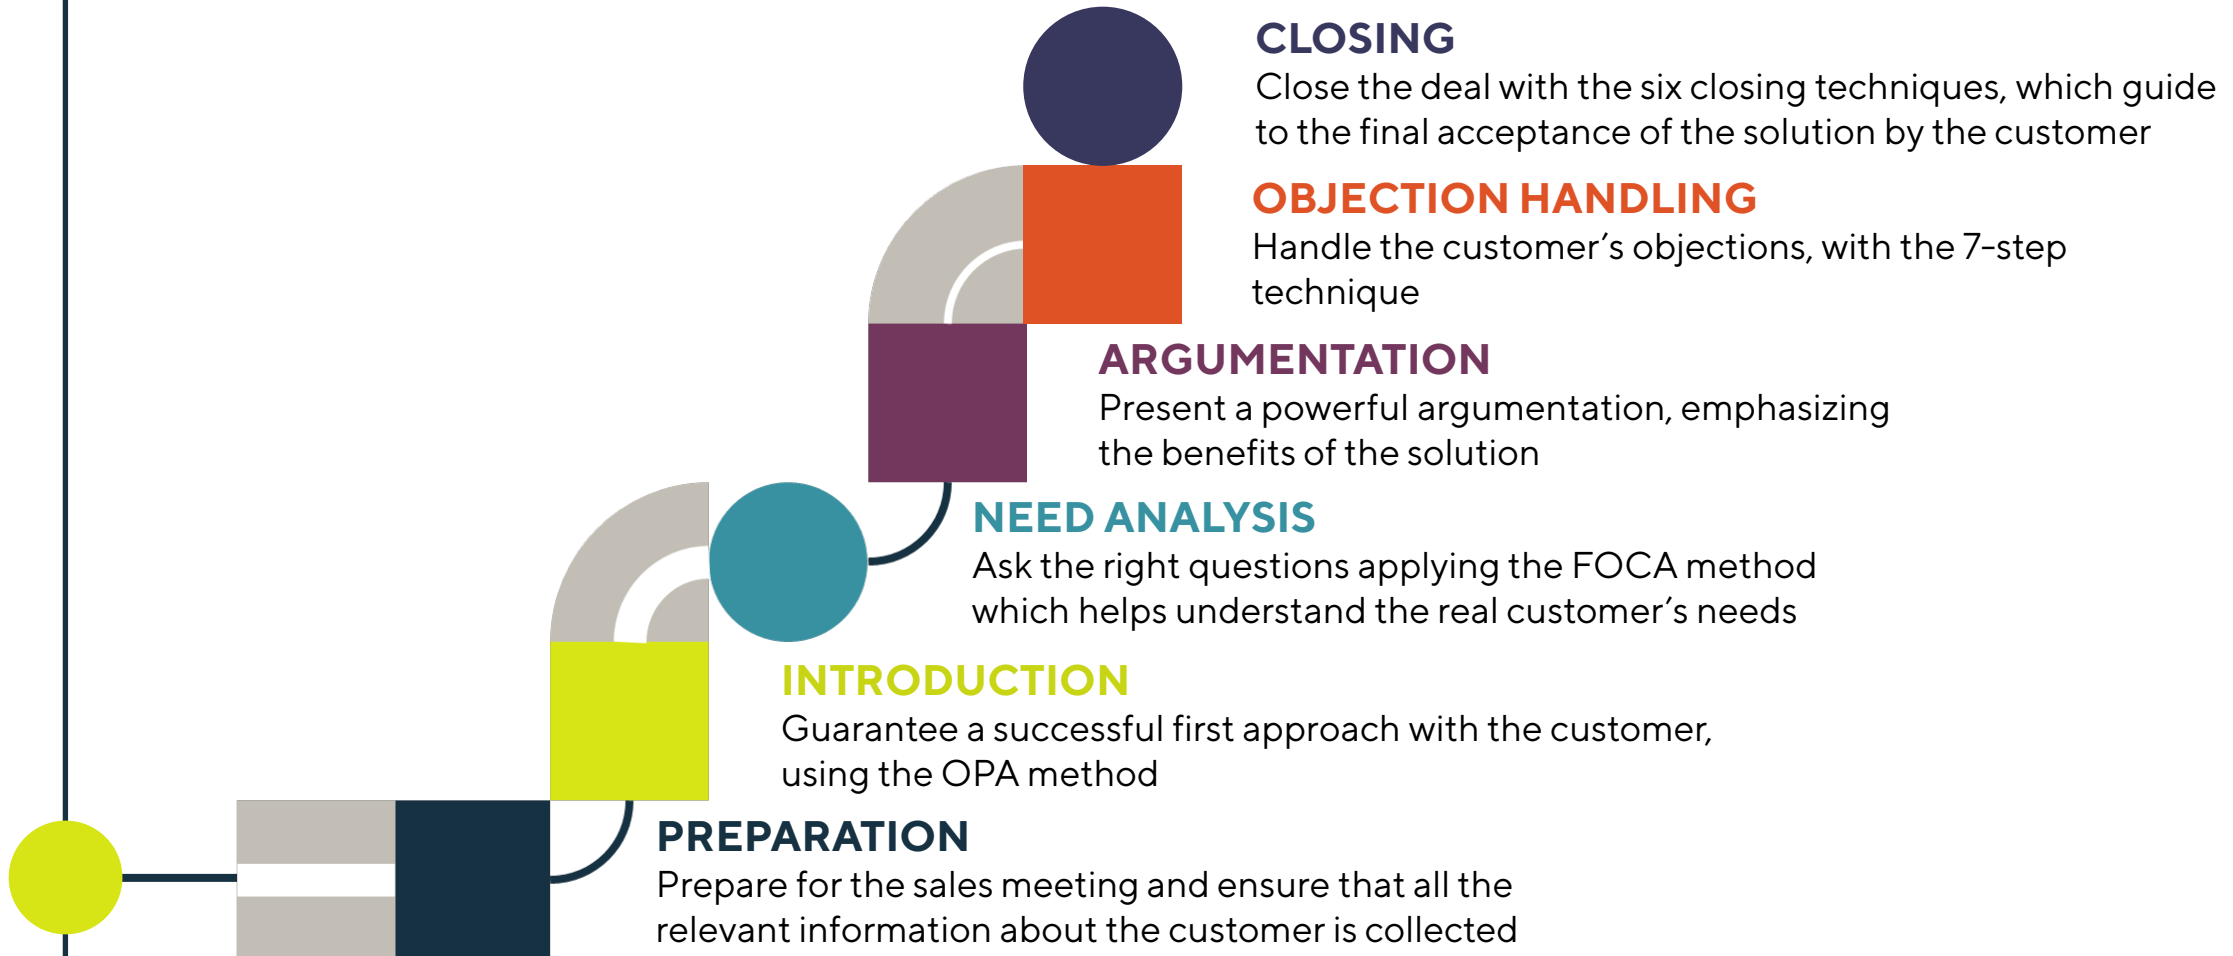 CLOSING
Close the deal with the six closing techniques, which guide
to the final acceptance of the solution by the customer
OBJECTION HANDLING
Handle the customer’s objections, with the 7-step
technique
ARGUMENTATION
Present a powerful argumentation, emphasizing
the benefits of the solution
NEED ANALYSIS
Ask the right questions applying the FOCA method
which helps understand the real customer’s needs
INTRODUCTION
Guarantee a successful first approach with the customer,
using the OPA method
PREPARATION
Prepare for the sales meeting and ensure that all the
relevant information about the customer is collected